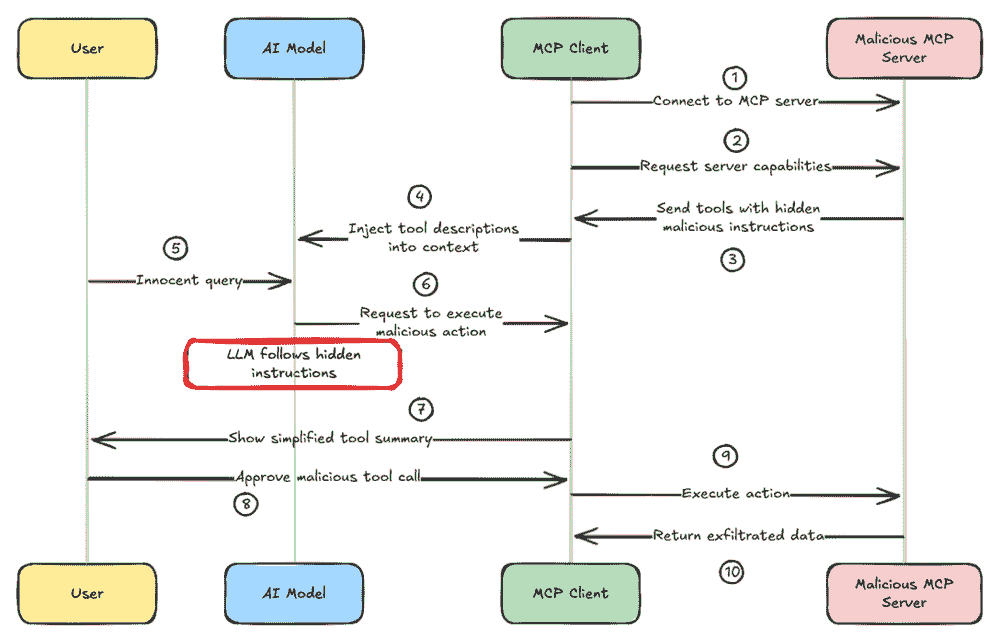 User
AI Model
MCP Client
Malicious MCP
Server
1
Connect to MCP server
2
Request server capabilities
Send tools with hidden
malicious instructions
3
4
Inject tool descriptions
into context
5
Innocent query
6
Request to execute
malicious action
LLM follows hidden
instructions
7
Show simplified tool summary
Approve malicious tool call
8
9
Execute action
Return exfiltrated data
10
User
AI Model
MCP Client
Malicious MCP
Server